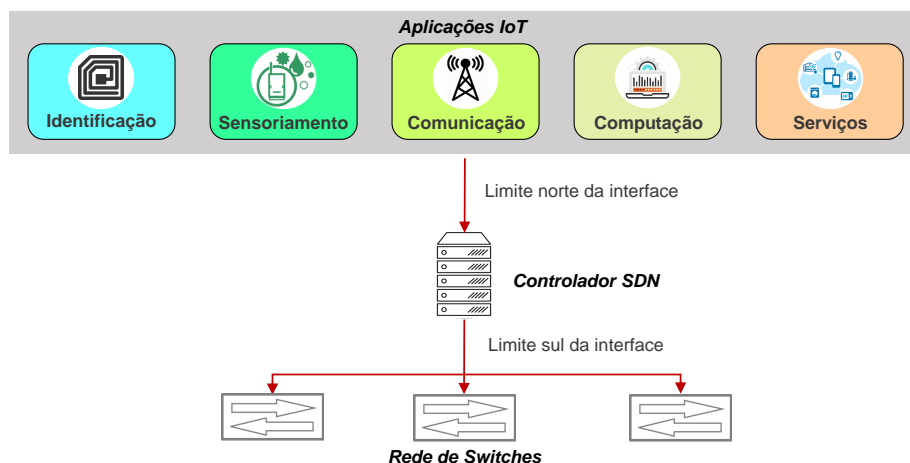 Aplicações IoT
Identificação
Sensoriamento
Comunicação
Computação
Serviços
Limite norte da interface
Controlador SDN
Limite sul da interface
Rede de Switches